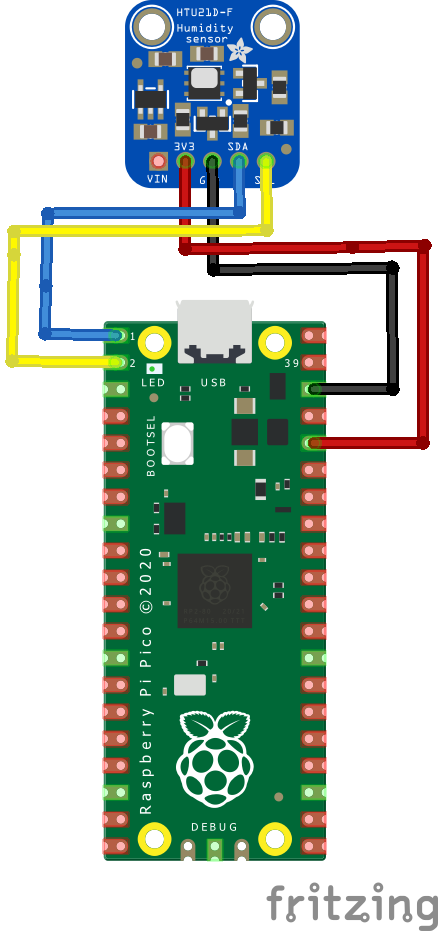 HTU21D-F
Humidity
sensor
3V3
SDA
VIN
G
S
1
2
39
LED
USB
BOOTSEL
Raspberry Pi Pico ©2020
DEBUG
fritzing